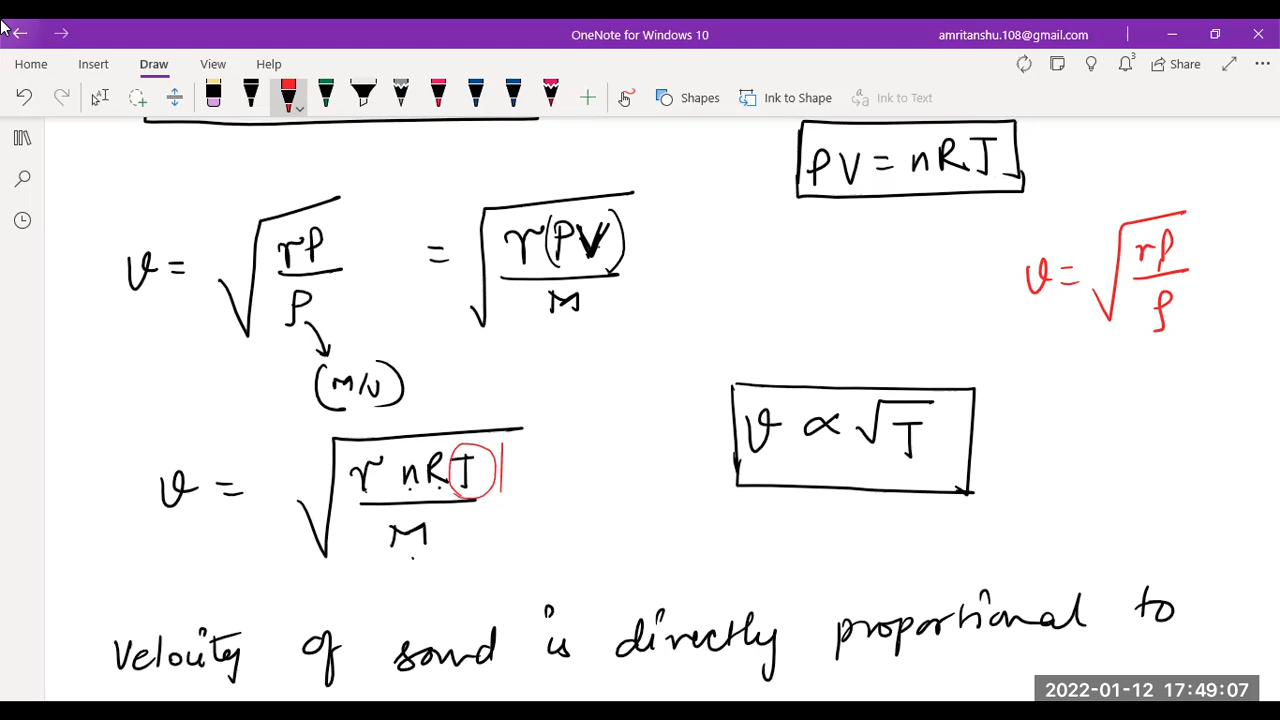 OneNote for Windows 10
amritanshu.108@gmail.com
Home Insert Draw View Help
Share
Shapes
Ink to Shape
Ink to Text
PV = nRT
v = √(γP/ρ) = √(γ(PV)/M)
v = √(γP/ρ)
(M/V)
v ∝ √T
v = √(γnRT/M)
Velocity of sound is directly proportional to
2022-01-12 17:49:07